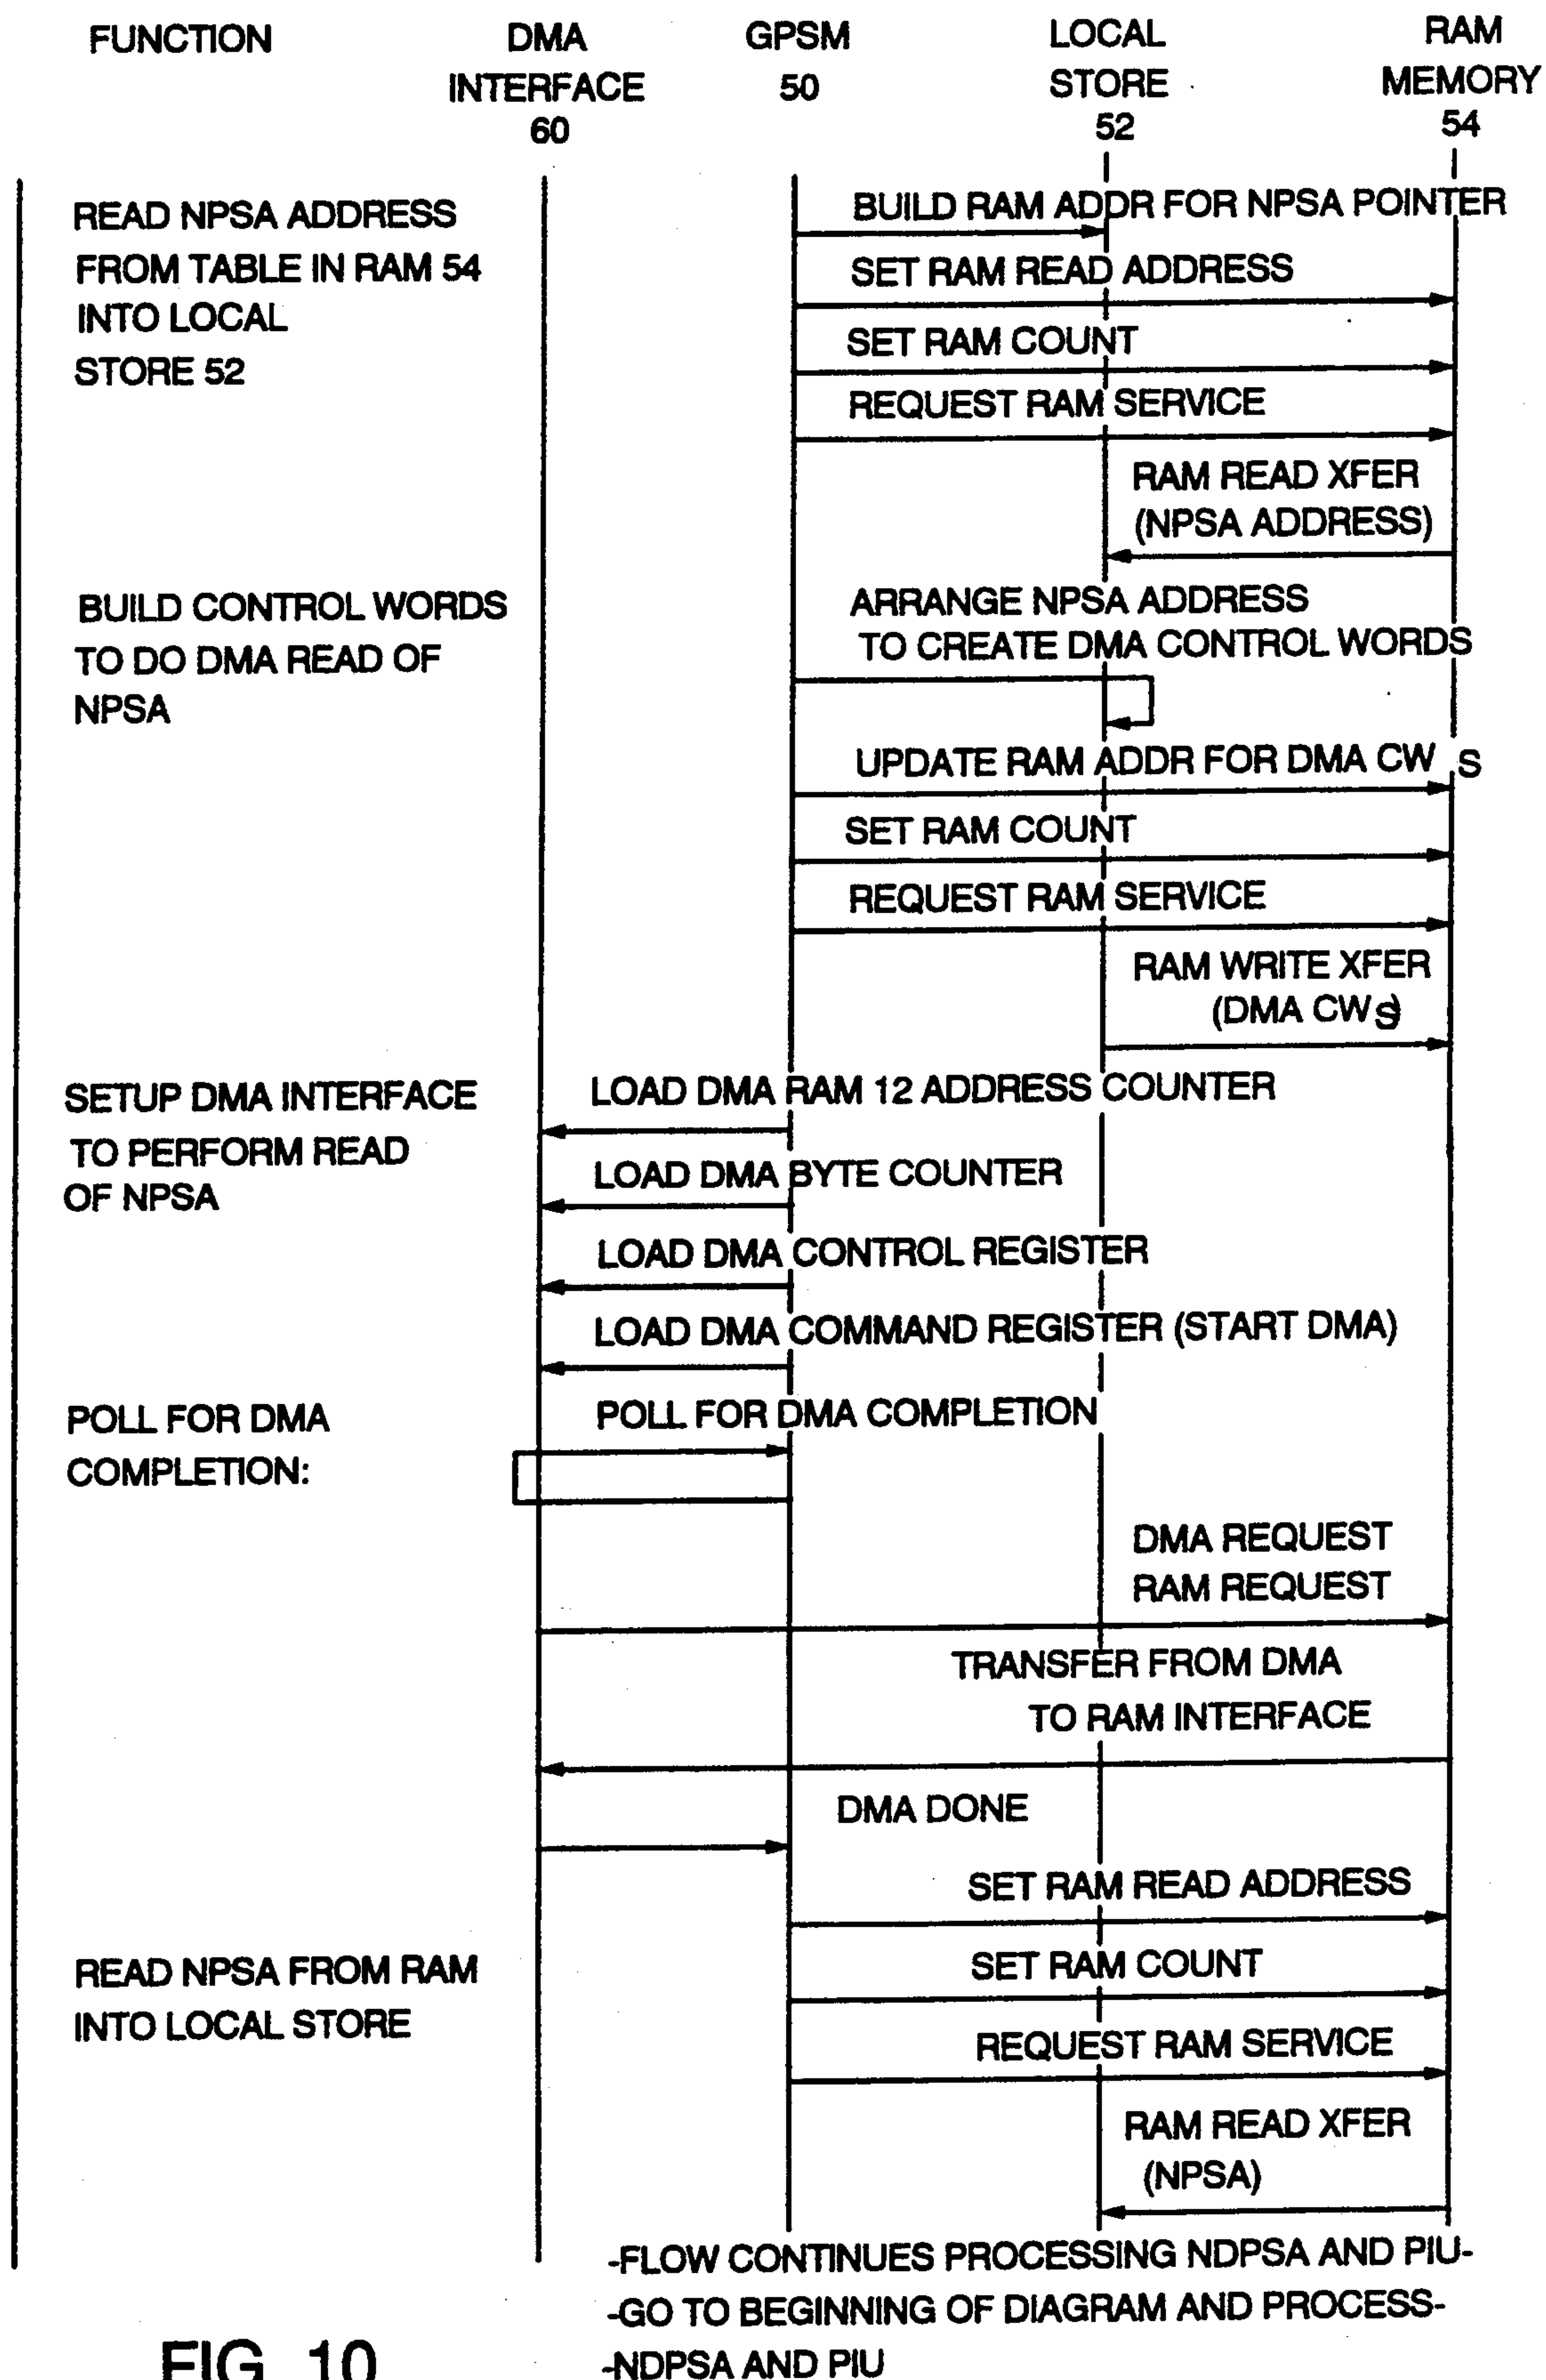 FUNCTION
DMA
INTERFACE
60
GPSM
50
LOCAL
STORE
52
RAM
MEMORY
54
READ NPSA ADDRESS
FROM TABLE IN RAM 54
INTO LOCAL
STORE 52
BUILD RAM ADDR FOR NPSA POINTER
SET RAM READ ADDRESS
SET RAM COUNT
REQUEST RAM SERVICE
RAM READ XFER
(NPSA ADDRESS)
BUILD CONTROL WORDS
TO DO DMA READ OF
NPSA
ARRANGE NPSA ADDRESS
TO CREATE DMA CONTROL WORDS
UPDATE RAM ADDR FOR DMA CW S
SET RAM COUNT
REQUEST RAM SERVICE
RAM WRITE XFER
(DMA CW S)
SETUP DMA INTERFACE
TO PERFORM READ
OF NPSA
LOAD DMA RAM 12 ADDRESS COUNTER
LOAD DMA BYTE COUNTER
LOAD DMA CONTROL REGISTER
LOAD DMA COMMAND REGISTER (START DMA)
POLL FOR DMA
COMPLETION:
POLL FOR DMA COMPLETION
DMA REQUEST
RAM REQUEST
TRANSFER FROM DMA
TO RAM INTERFACE
DMA DONE
SET RAM READ ADDRESS
READ NPSA FROM RAM
INTO LOCAL STORE
SET RAM COUNT
REQUEST RAM SERVICE
RAM READ XFER
(NPSA)
-FLOW CONTINUES PROCESSING NDPSA AND PIU-
-GO TO BEGINNING OF DIAGRAM AND PROCESS-
-NDPSA AND PIU
FIG. 10